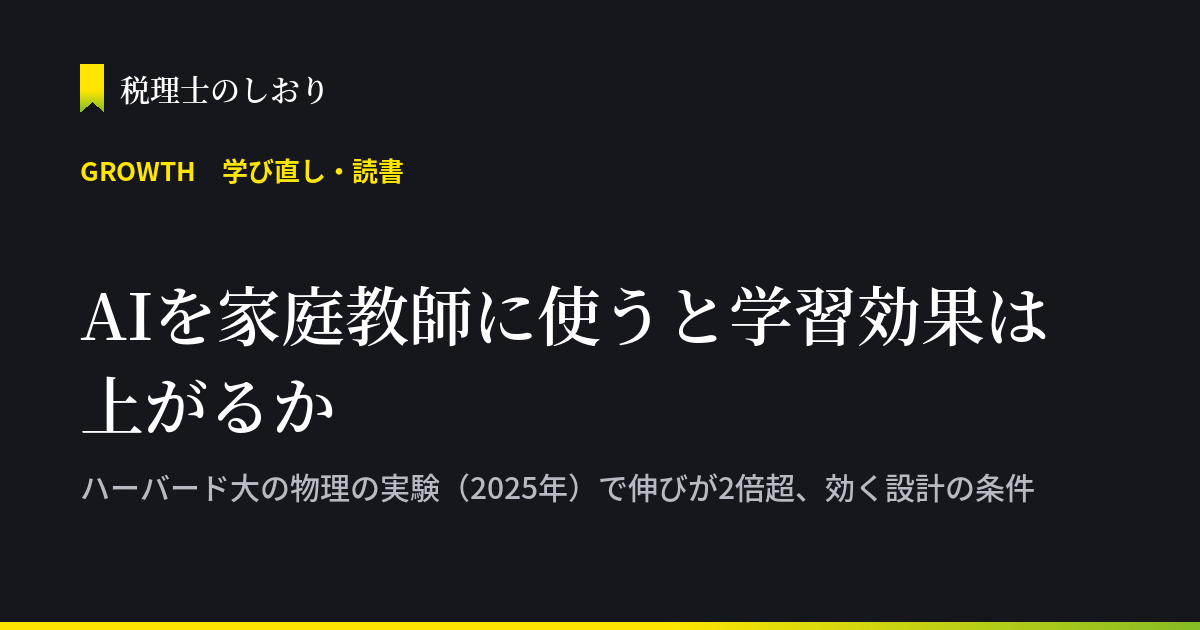 税理士のしおり
GROWTH 学び直し・読書
AIを家庭教師に使うと学習効果は
上がるか
ハーバード大の物理の実験（2025年）で伸びが2倍超、効く設計の条件